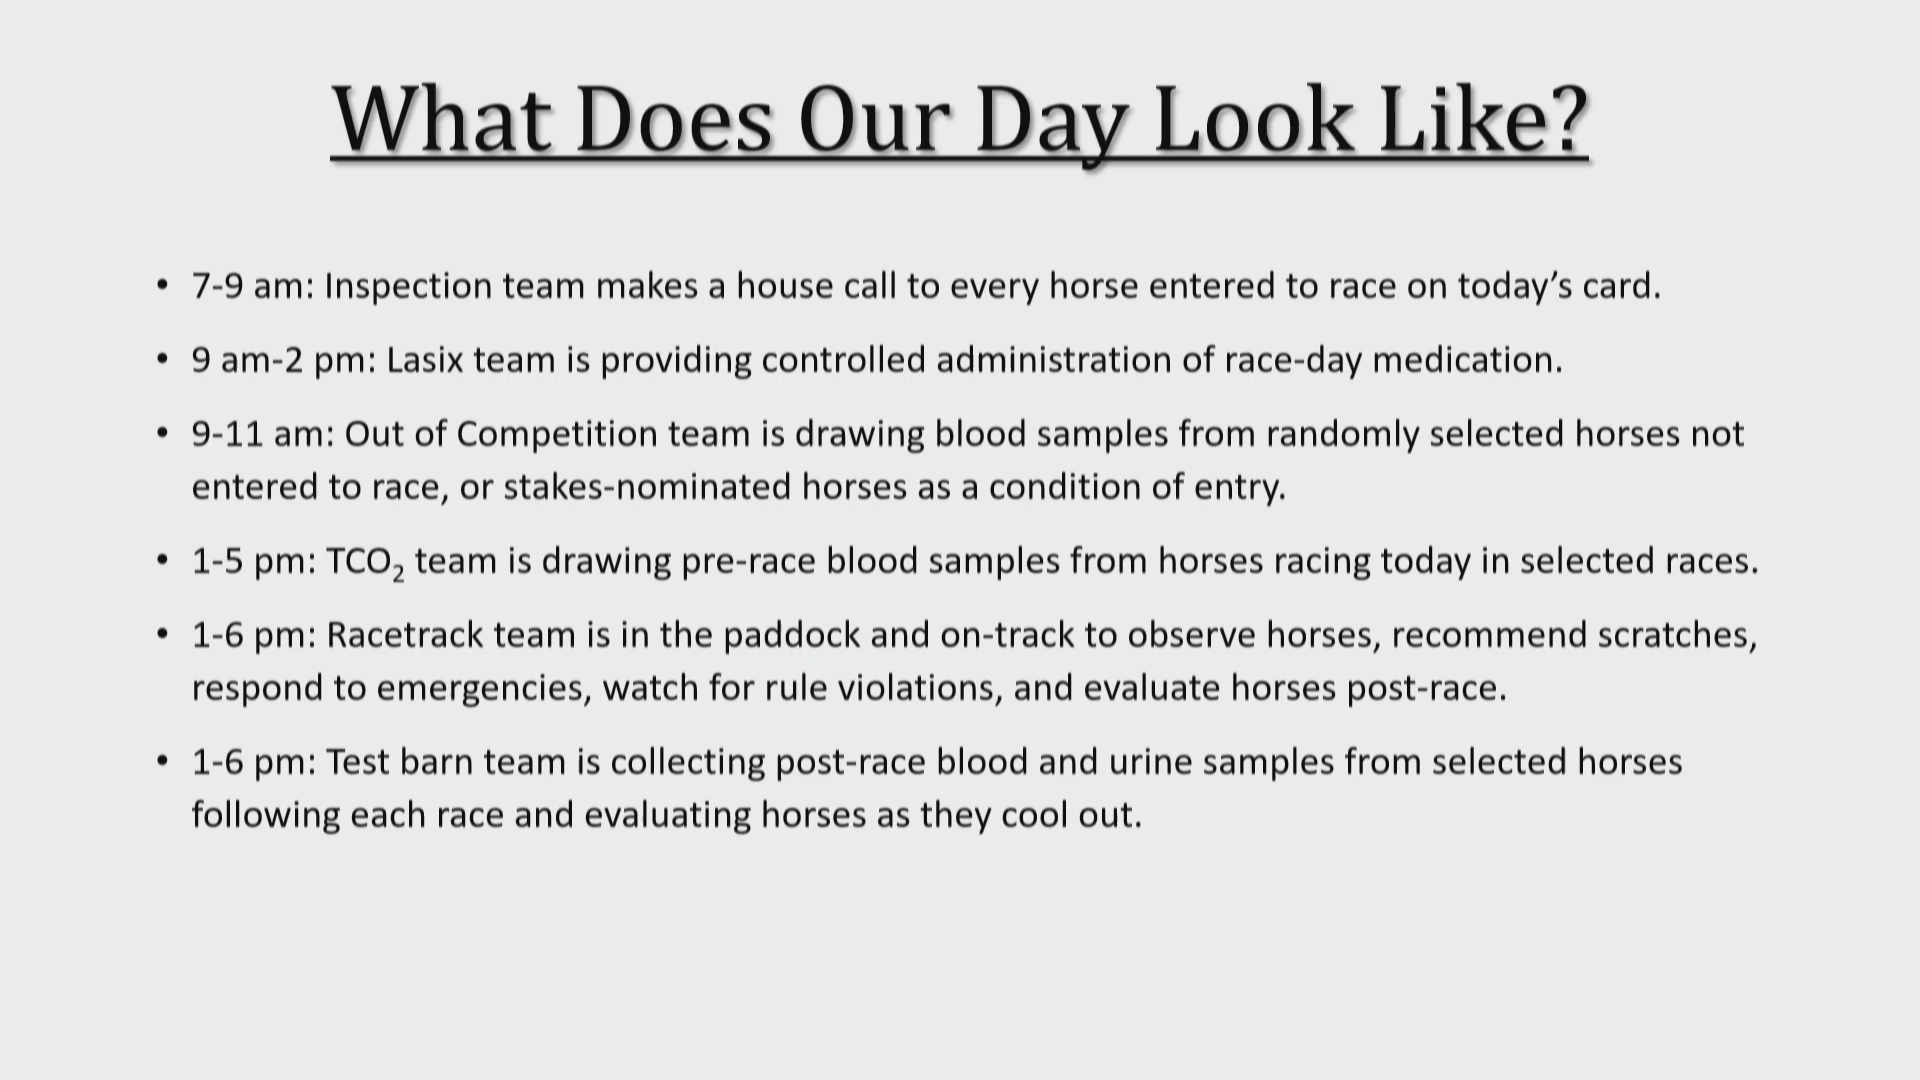 What Does Our Day Look Like?
• 7-9 am: Inspection team makes a house call to every horse entered to race on today’s card.
• 9 am-2 pm: Lasix team is providing controlled administration of race-day medication.
• 9-11 am: Out of Competition team is drawing blood samples from randomly selected horses not
entered to race, or stakes-nominated horses as a condition of entry.
• 1-5 pm: TCO₂ team is drawing pre-race blood samples from horses racing today in selected races.
• 1-6 pm: Racetrack team is in the paddock and on-track to observe horses, recommend scratches,
respond to emergencies, watch for rule violations, and evaluate horses post-race.
• 1-6 pm: Test barn team is collecting post-race blood and urine samples from selected horses
following each race and evaluating horses as they cool out.